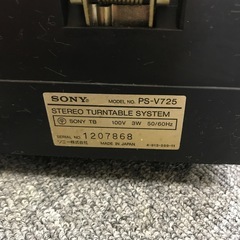 SONY® MODEL NO. PS-V725
STEREO TURNTABLE SYSTEM
SONY TB 100V 3W 50/60Hz
SERIAL NO. 1207868
ソニー株式会社 MADE IN JAPAN